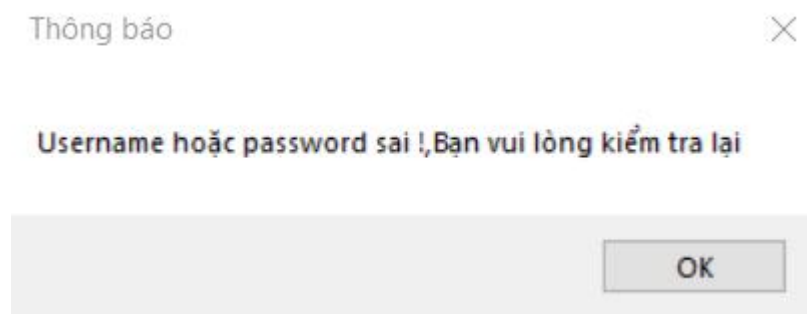 Thông báo
Username hoặc password sai !,Bạn vui lòng kiểm tra lại
OK